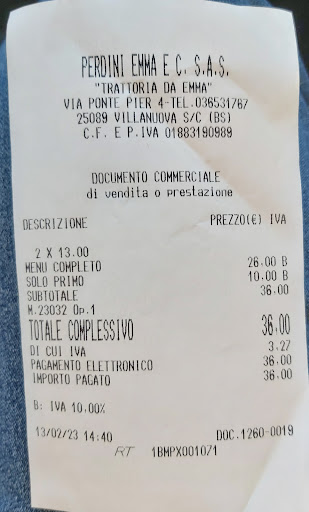 PERDINI EMMA E C. S.A.S.
"TRATTORIA DA EMMA"
VIA PONTE PIER 4-TEL.036531767
25089 VILLANUOVA S/C (BS)
C.F. E P.IVA 01883190989
DOCUMENTO COMMERCIALE
di vendita o prestazione
DESCRIZIONE PREZZO(€) IVA
2 X 13.00
MENU COMPLETO 26.00 B
SOLO PRIMO 10.00 B
SUBTOTALE 36.00
M.23032 Op.1
TOTALE COMPLESSIVO 36.00
DI CUI IVA 3.27
PAGAMENTO ELETTRONICO 36.00
IMPORTO PAGATO 36.00
B: IVA 10.00%
13/02/23 14:40 DOC.1260-0019
RT 1BMPX001071